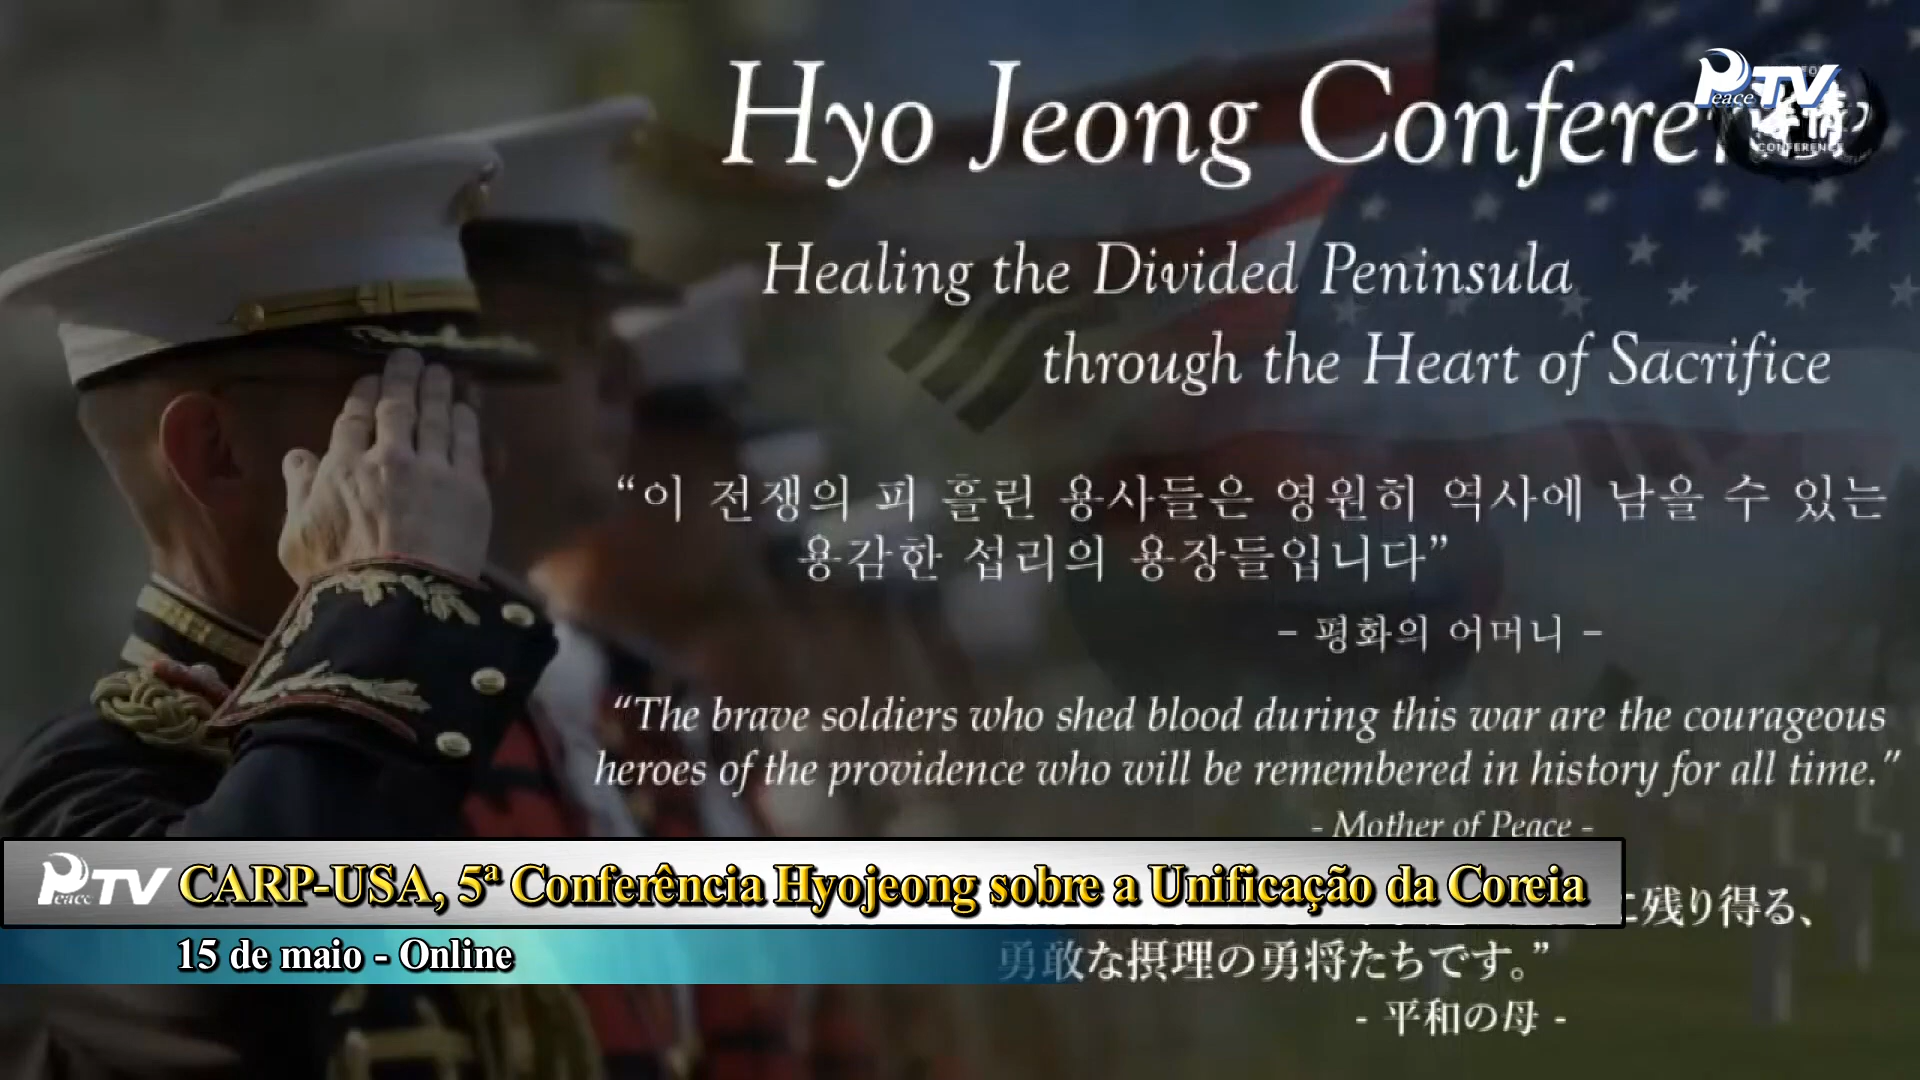 Hyo Jeong Confere
Peace TV
CONFERENCE
Healing the Divided Peninsula
through the Heart of Sacrifice
“이 전쟁의 피 흘린 용사들은 영원히 역사에 남을 수 있는
용감한 섭리의 용장들입니다”
- 평화의 어머니 -
“The brave soldiers who shed blood during this war are the courageous
heroes of the providence who will be remembered in history for all time.”
- Mother of Peace -
Peace TV CARP-USA, 5ª Conferência Hyojeong sobre a Unificação da Coreia
に残り得る、
15 de maio - Online
勇敢な摂理の勇将たちです。”
- 平和の母 -